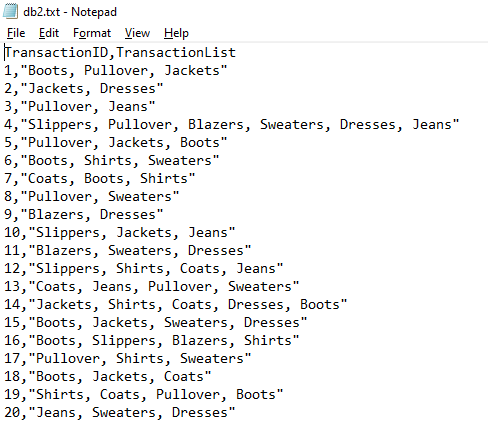 db2.txt - Notepad
File Edit Format View Help
TransactionID,TransactionList
1,"Boots, Pullover, Jackets"
2,"Jackets, Dresses"
3,"Pullover, Jeans"
4,"Slippers, Pullover, Blazers, Sweaters, Dresses, Jeans"
5,"Pullover, Jackets, Boots"
6,"Boots, Shirts, Sweaters"
7,"Coats, Boots, Shirts"
8,"Pullover, Sweaters"
9,"Blazers, Dresses"
10,"Slippers, Jackets, Jeans"
11,"Blazers, Sweaters, Dresses"
12,"Slippers, Shirts, Coats, Jeans"
13,"Coats, Jeans, Pullover, Sweaters"
14,"Jackets, Shirts, Coats, Dresses, Boots"
15,"Boots, Jackets, Sweaters, Dresses"
16,"Boots, Slippers, Blazers, Shirts"
17,"Pullover, Shirts, Sweaters"
18,"Boots, Jackets, Coats"
19,"Shirts, Coats, Pullover, Boots"
20,"Jeans, Sweaters, Dresses"